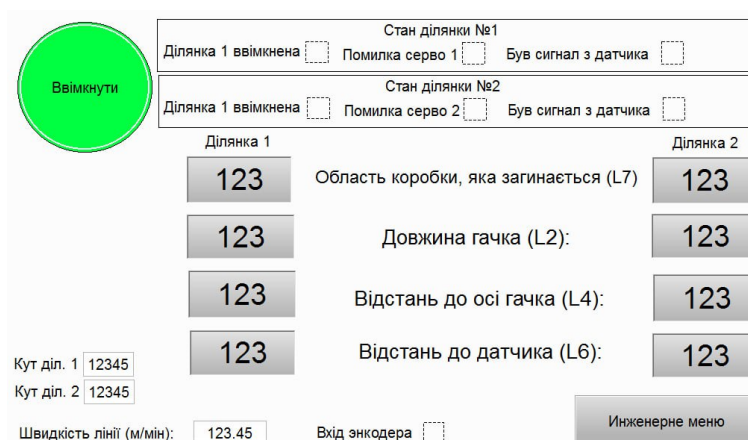 Ввімкнути
Стан ділянки №1
Ділянка 1 ввімкнена Помилка серво 1 Був сигнал з датчика
Стан ділянки №2
Ділянка 1 ввімкнена Помилка серво 2 Був сигнал з датчика
Ділянка 1 Ділянка 2
123 Область коробки, яка загинається (L7) 123
123 Довжина гачка (L2): 123
123 Відстань до осі гачка (L4): 123
123 Відстань до датчика (L6): 123
Кут діл. 1 12345
Кут діл. 2 12345
Швидкість лінії (м/мін): 123.45 Вхід энкодера Инженерне меню